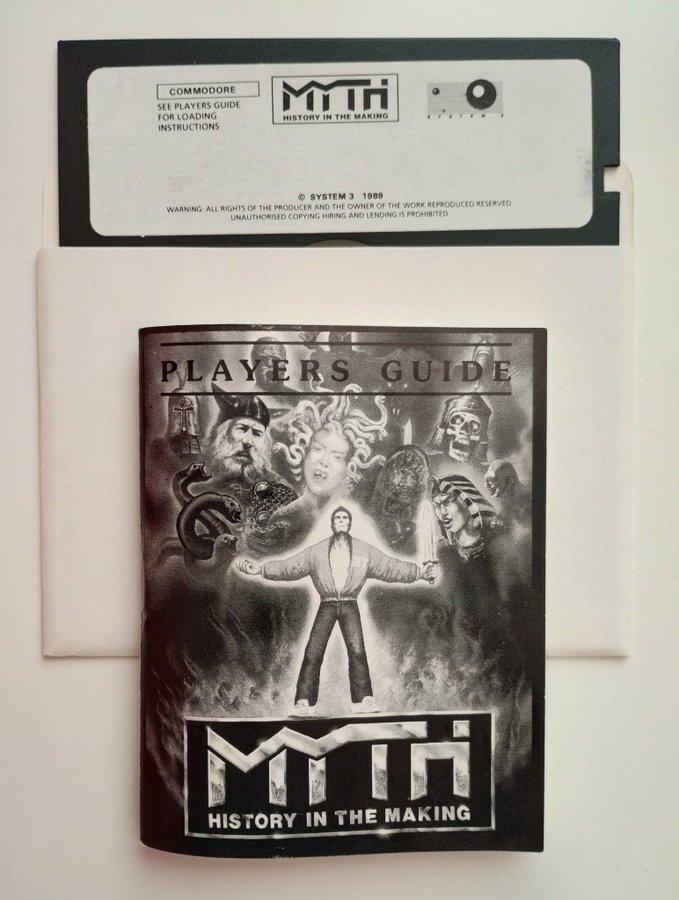 COMMODORE
SEE PLAYERS GUIDE
FOR LOADING
INSTRUCTIONS
MYTH
HISTORY IN THE MAKING
SYSTEM 3
© SYSTEM 3 1989
WARNING: ALL RIGHTS OF THE PRODUCER AND THE OWNER OF THE WORK REPRODUCED RESERVED
UNAUTHORISED COPYING HIRING AND LENDING IS PROHIBITED
PLAYERS GUIDE
MYTH
HISTORY IN THE MAKING